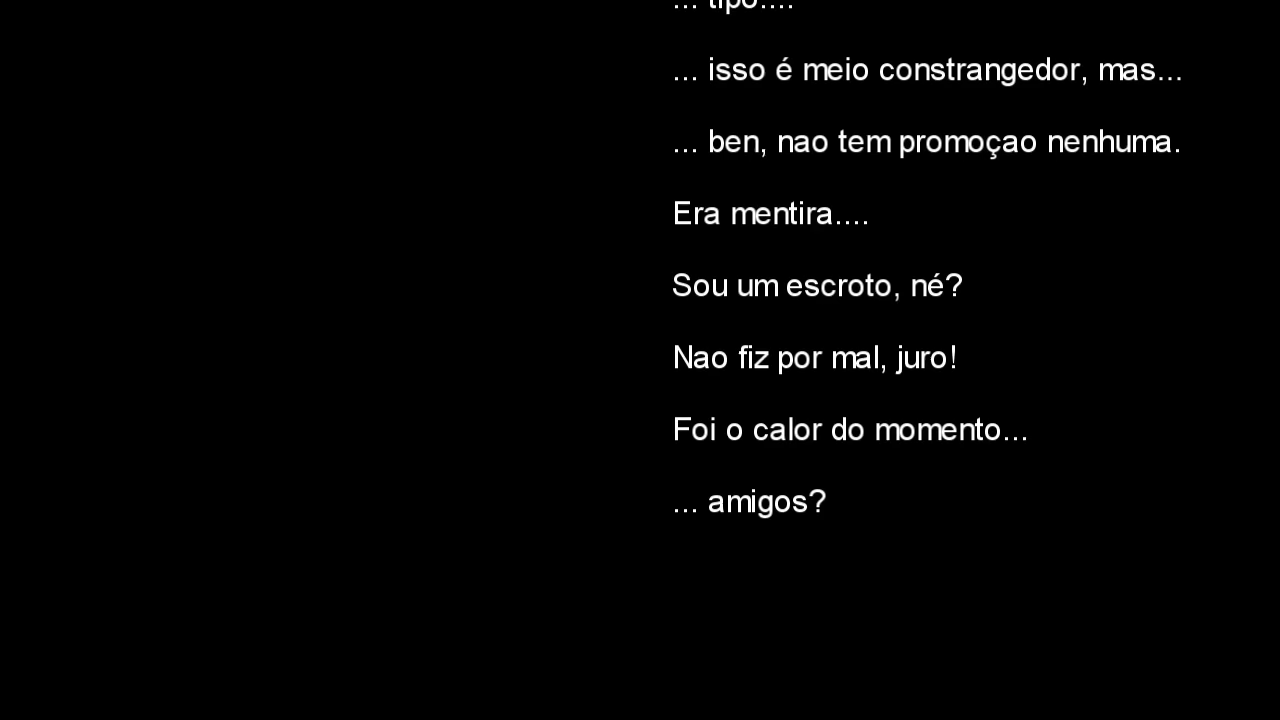 ... tipo....
... isso é meio constrangedor, mas...
... ben, nao tem promoçao nenhuma.
Era mentira....
Sou um escroto, né?
Nao fiz por mal, juro!
Foi o calor do momento...
... amigos?